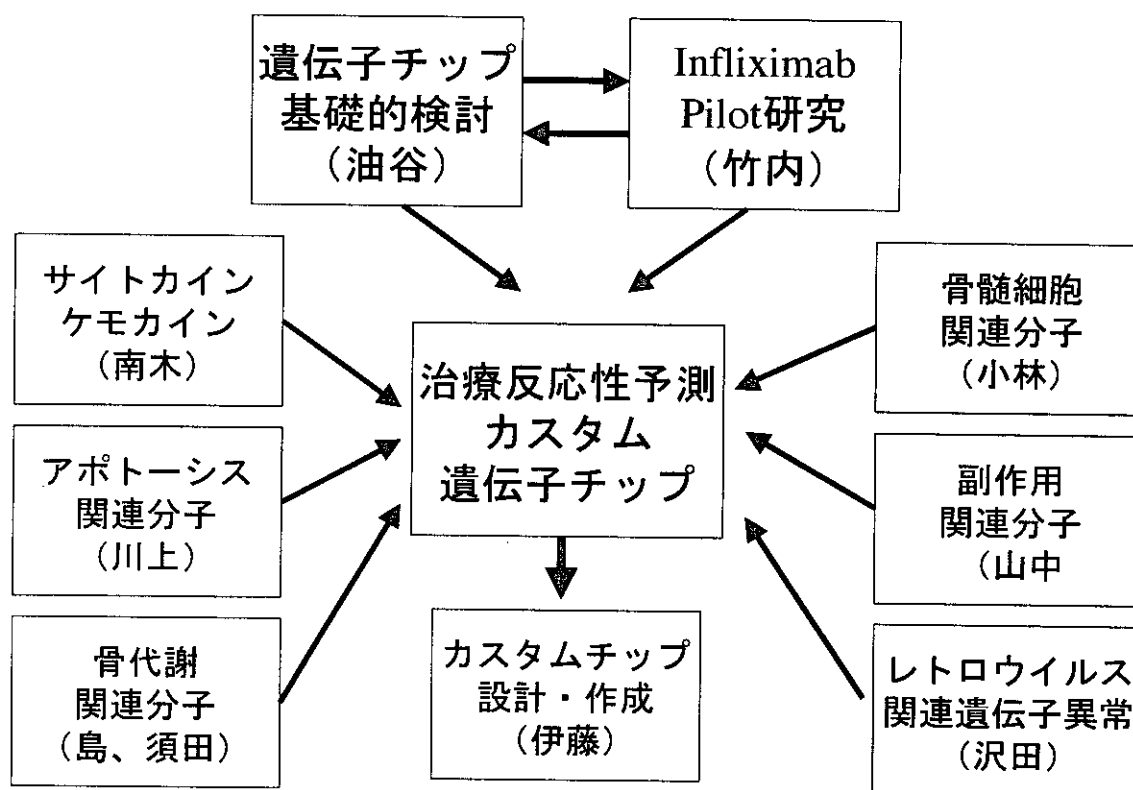 遺伝子チップ
基礎的検討
（油谷）
Infliximab
Pilot研究
（竹内）
サイトカイン
ケモカイン
（南木）
アポトーシス
関連分子
（川上）
骨代謝
関連分子
（島、須田）
治療反応性予測
カスタム
遺伝子チップ
カスタムチップ
設計・作成
（伊藤）
骨髄細胞
関連分子
（小林）
副作用
関連分子
（山中
レトロウイルス
関連遺伝子異常
（沢田）